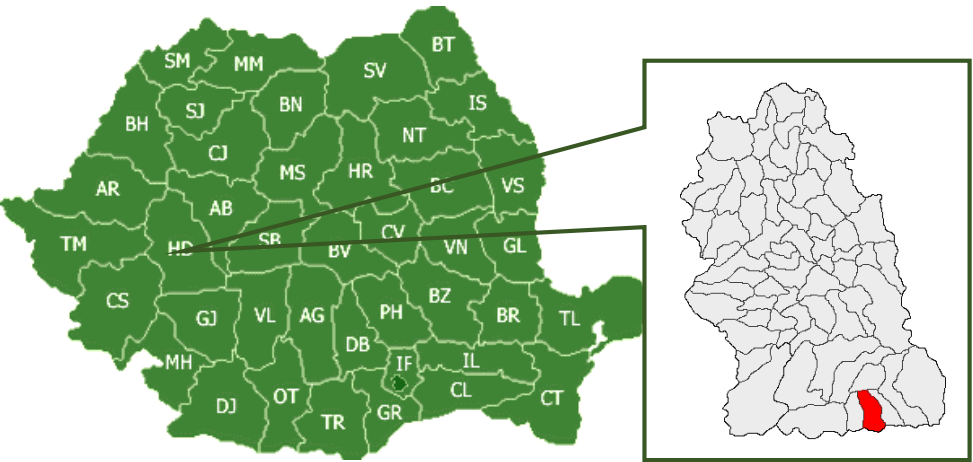 BT
SM
MM
SV
SJ
BN
IS
BH
NT
CJ
MS
HR
AR
BC
VS
AB
TM
HD
SB
BV
CV
VN
GL
CS
GJ
VL
AG
PH
BZ
BR
TL
DB
MH
IF
IL
DJ
OT
TR
GR
CL
CT